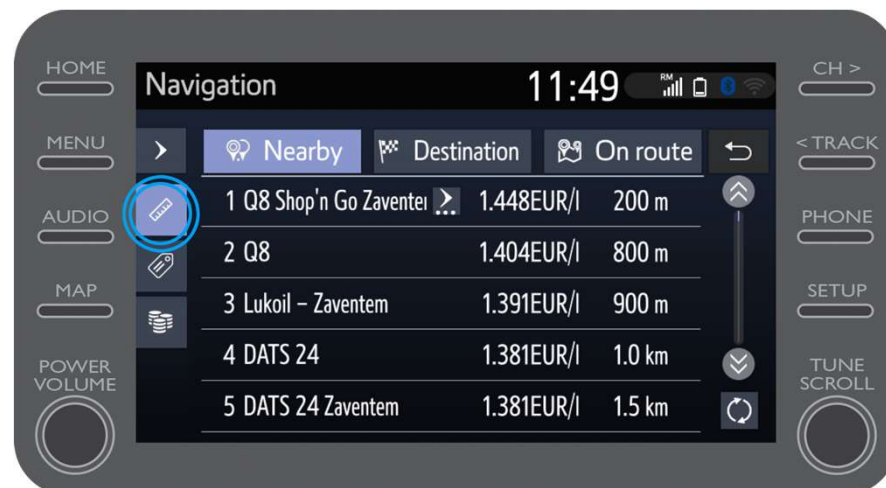 HOME
MENU
AUDIO
MAP
POWER
VOLUME
Navigation 11:49 RM
Nearby Destination On route
1 Q8 Shop'n Go Zaventer 1.448EUR/l 200 m
2 Q8 1.404EUR/l 800 m
3 Lukoil – Zaventem 1.391EUR/l 900 m
4 DATS 24 1.381EUR/l 1.0 km
5 DATS 24 Zaventem 1.381EUR/l 1.5 km
CH >
< TRACK
PHONE
SETUP
TUNE
SCROLL